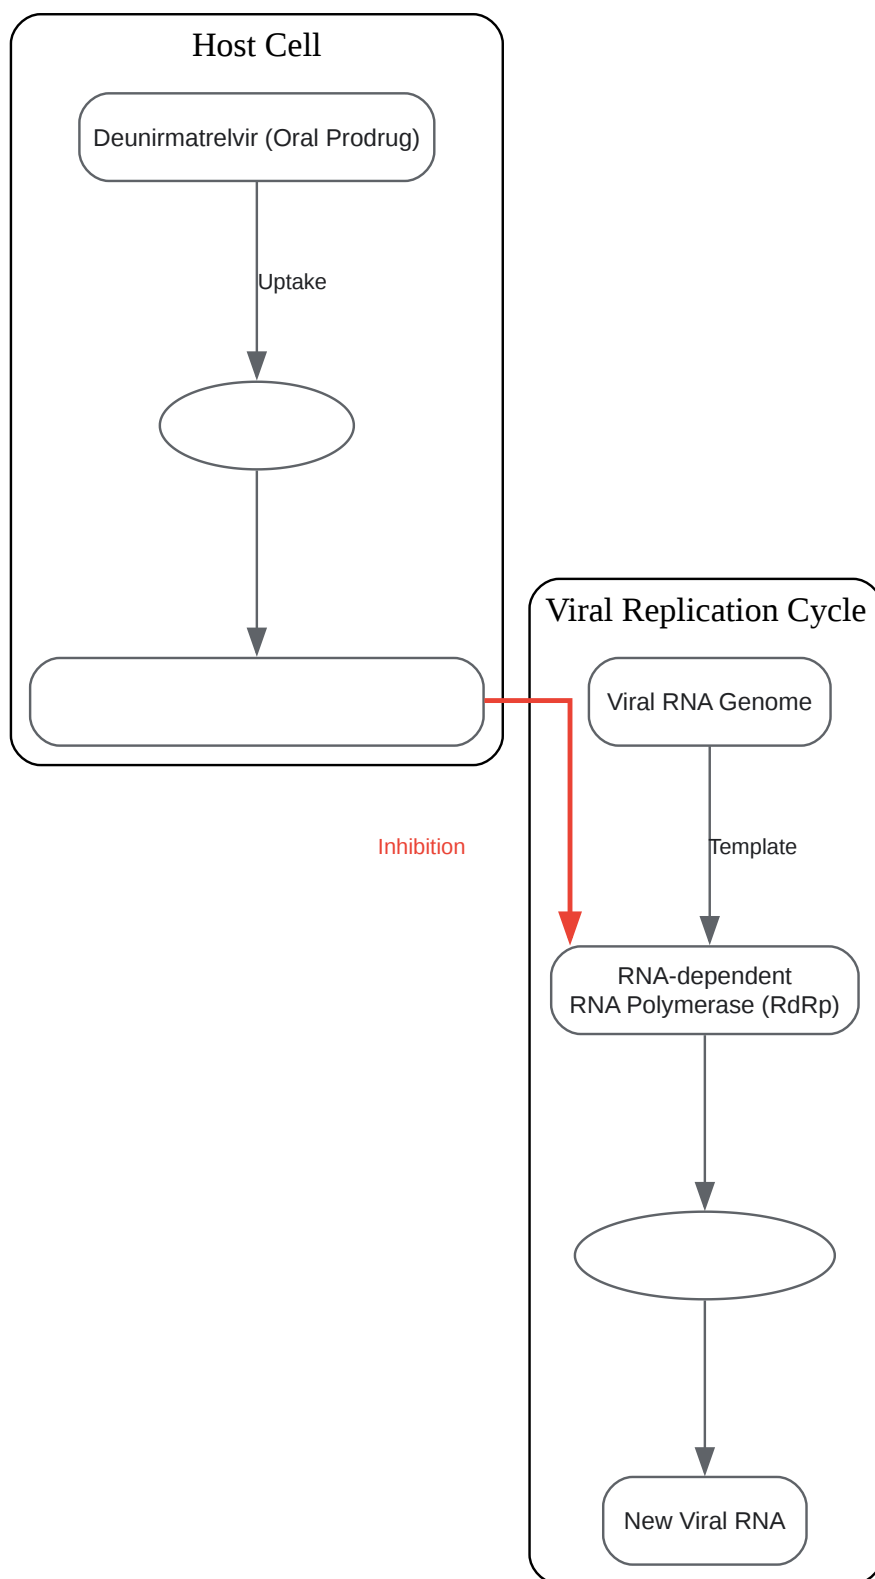 Host Cell
Deunirmatrelvir (Oral Prodrug)
Uptake
Viral Replication Cycle
Viral RNA Genome
Inhibition
Template
RNA-dependent
RNA Polymerase (RdRp)
New Viral RNA